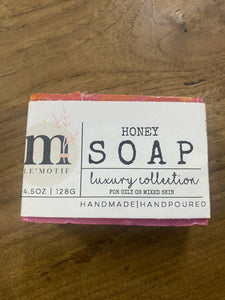 HONEY
SOAP
luxury collection
FOR OILY OR MIXED SKIN
HANDMADE|HANDPOURED
m
LE'MOTIF
4.5OZ | 128G